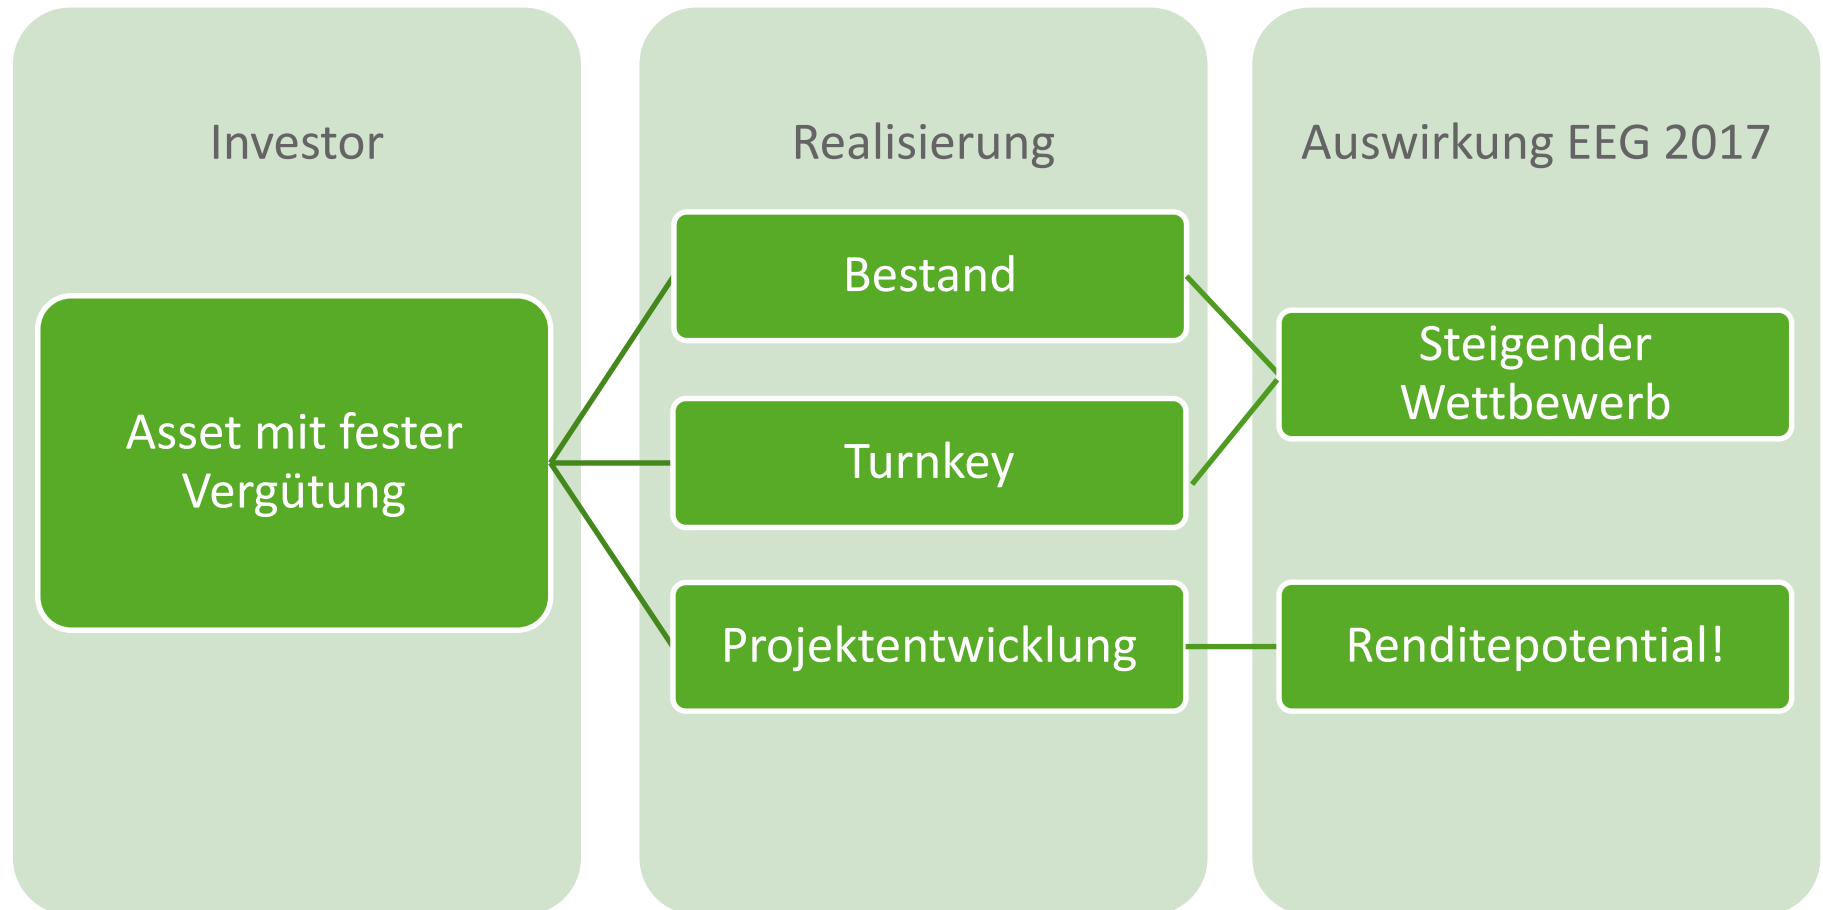 Investor
Asset mit fester
Vergütung
Realisierung
Bestand
Turnkey
Projektentwicklung
Auswirkung EEG 2017
Steigender
Wettbewerb
Renditepotential!